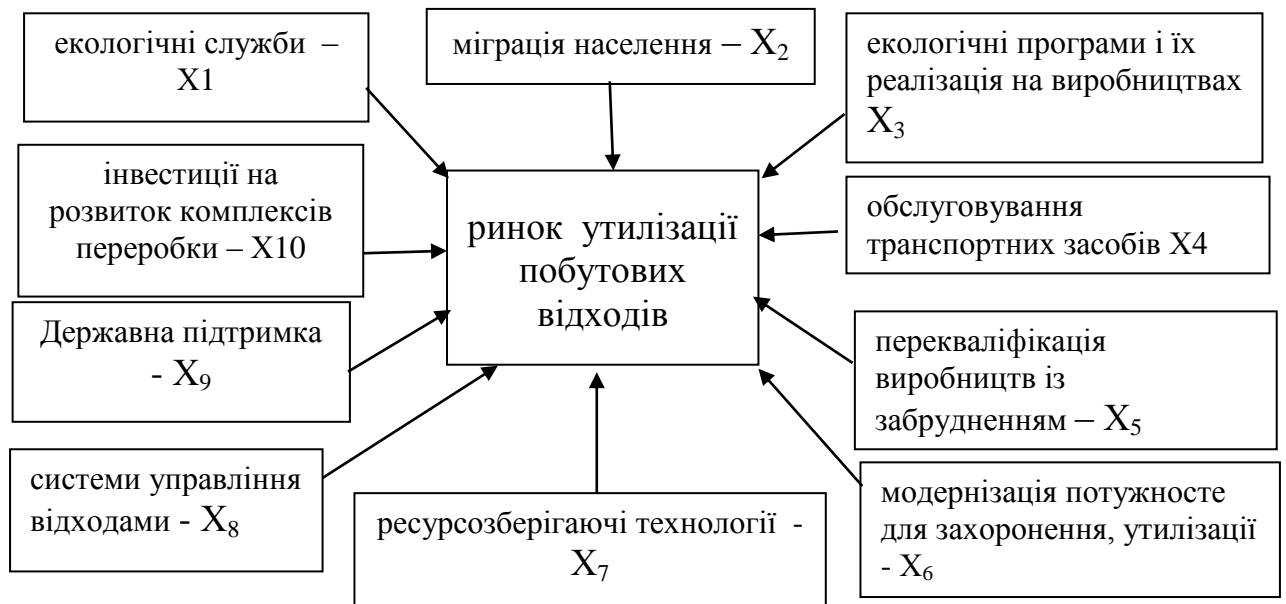 екологічні служби –
X1
міграція населення – X₂
екологічні програми і їх
реалізація на виробництвах
X₃
інвестиції на
розвиток комплексів
переробки – X10
ринок утилізації
побутових
відходів
обслуговування
транспортних засобів X4
Державна підтримка
- X₉
перекваліфікація
виробництв із
забрудненням – X₅
системи управління
відходами - X₈
ресурсозберігаючі технології -
X₇
модернізація потужносте
для захоронення, утилізації
- X₆